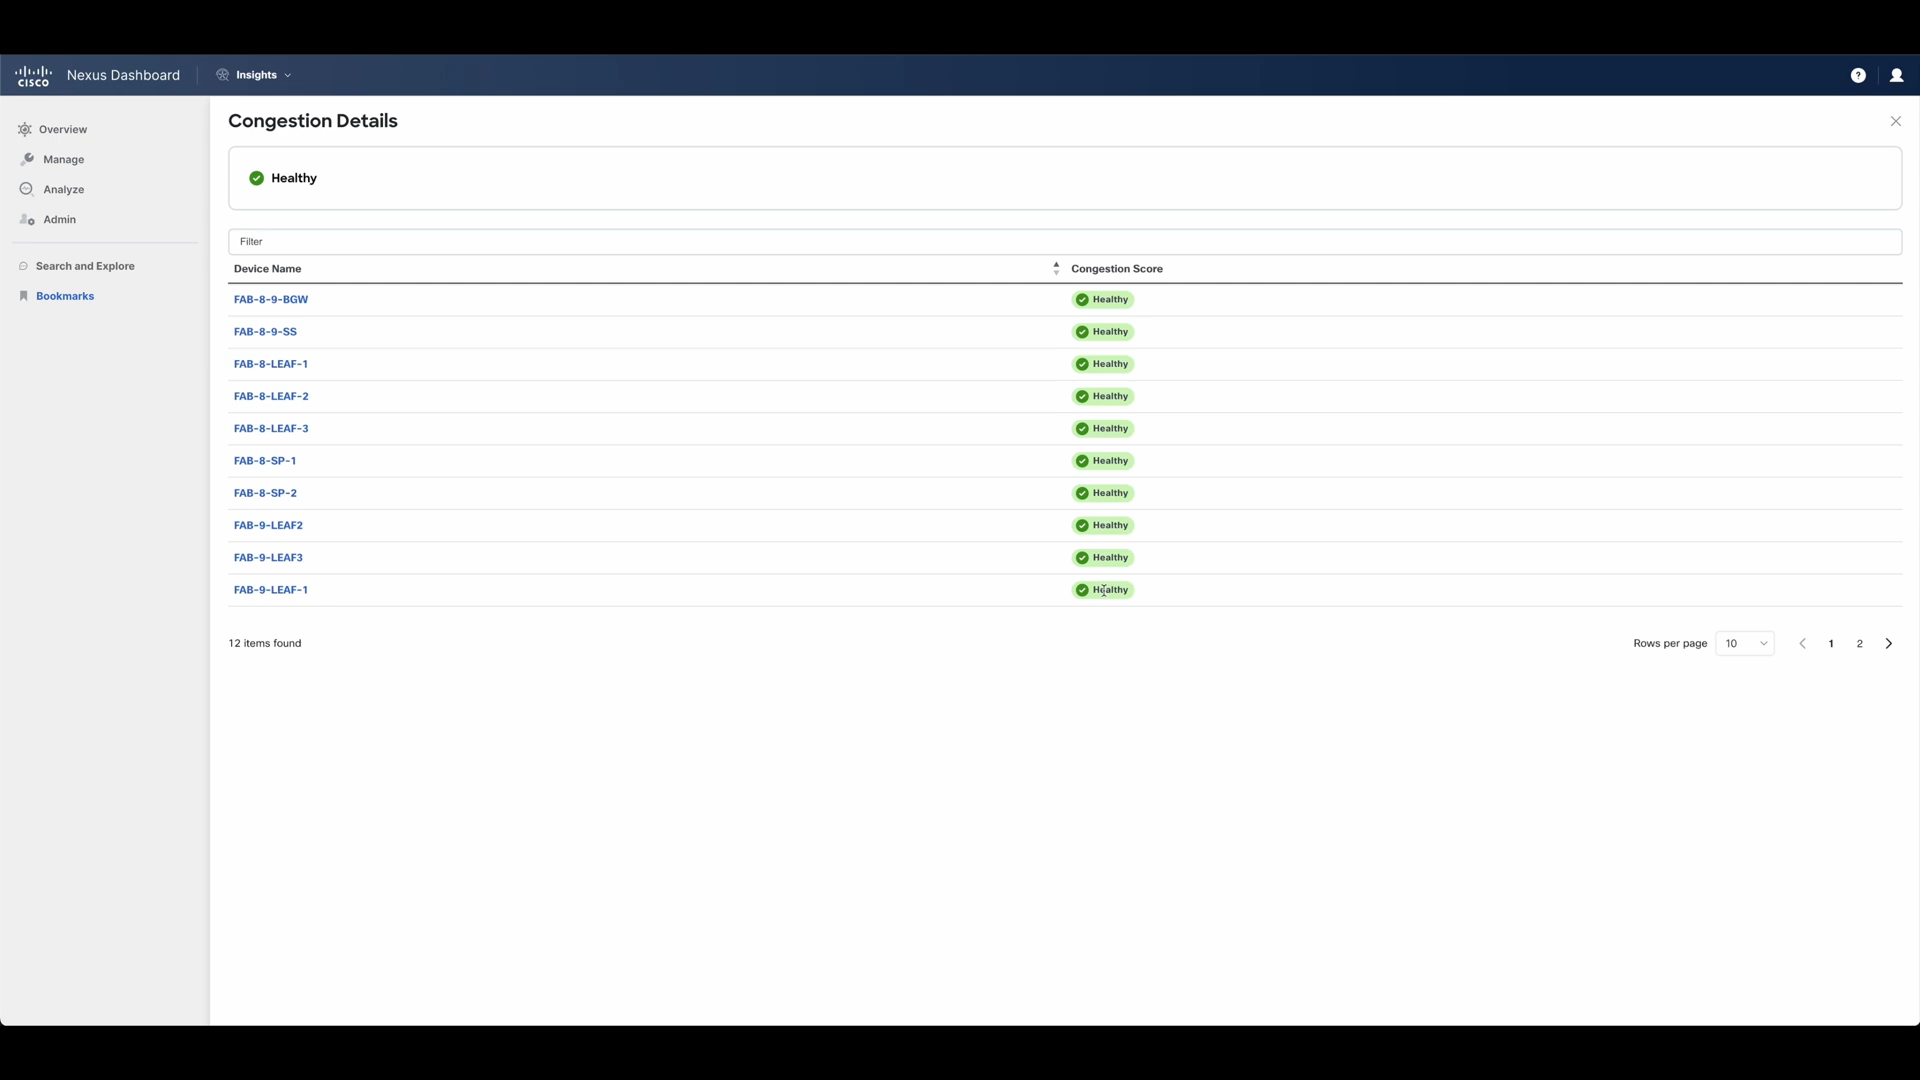 cisco Nexus Dashboard Insights ?
Overview
Manage
Analyze
Admin
Search and Explore
Bookmarks
Congestion Details
Healthy
Filter
Device Name Congestion Score
FAB-8-9-BGW Healthy
FAB-8-9-SS Healthy
FAB-8-LEAF-1 Healthy
FAB-8-LEAF-2 Healthy
FAB-8-LEAF-3 Healthy
FAB-8-SP-1 Healthy
FAB-8-SP-2 Healthy
FAB-9-LEAF2 Healthy
FAB-9-LEAF3 Healthy
FAB-9-LEAF-1 Healthy
12 items found Rows per page 10 1 2